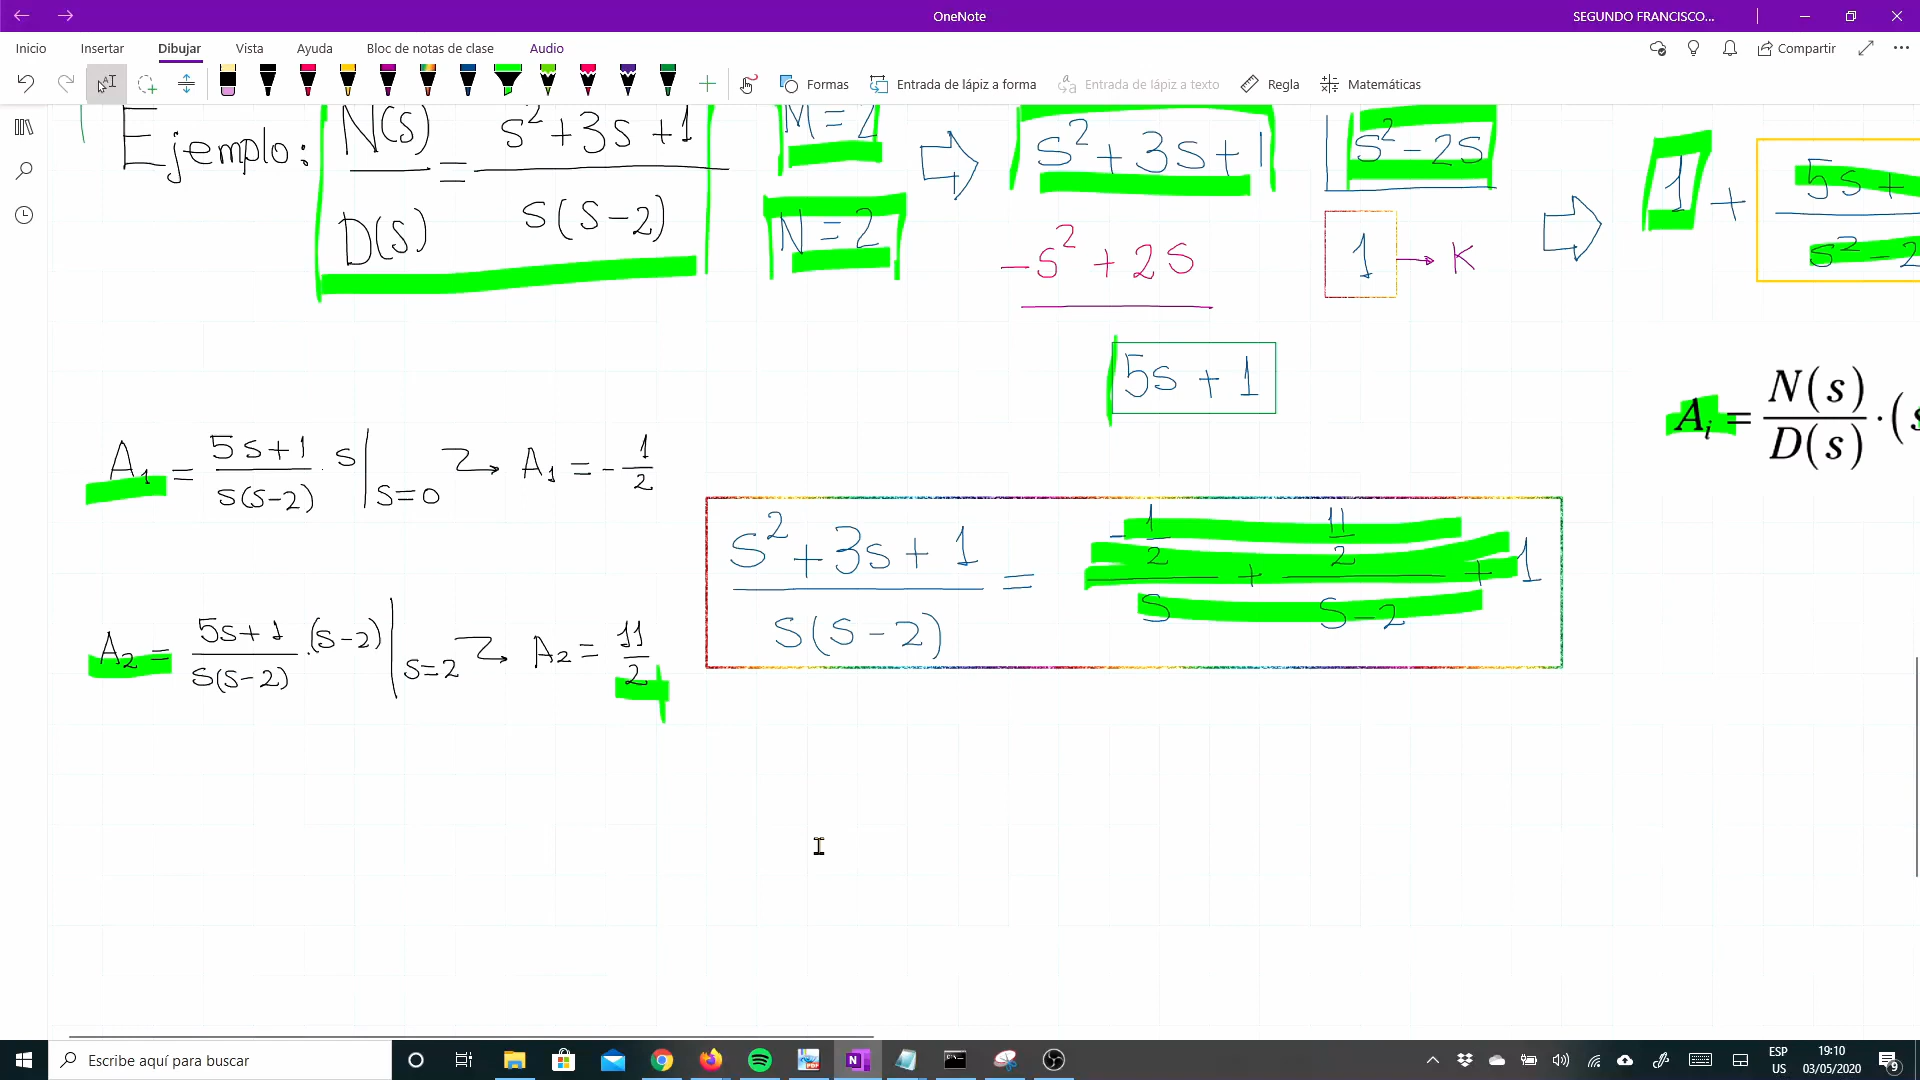 OneNote
SEGUNDO FRANCISCO...
Inicio Insertar Dibujar Vista Ayuda Bloc de notas de clase Audio
Compartir
Formas Entrada de lápiz a forma Entrada de lápiz a texto Regla Matemáticas
Ejemplo: N(s)/D(s) = s²+3s+1 / s(s-2)
M=2
N=2
s²+3s+1 | s²-2s
-s²+2s
1 → K
5s+1
1 + 5s+ / s²-2
A_i = N(s)/D(s) · (s
A₁ = 5s+1 / s(s-2) · s | s=0 → A₁ = -1/2
s²+3s+1 / s(s-2) = -1/2 / s + 11/2 / s-2 + 1
A₂ = 5s+1 / s(s-2) · (s-2) | s=2 → A₂ = 11/2
Escribe aquí para buscar
ESP
US
19:10
03/05/2020
9